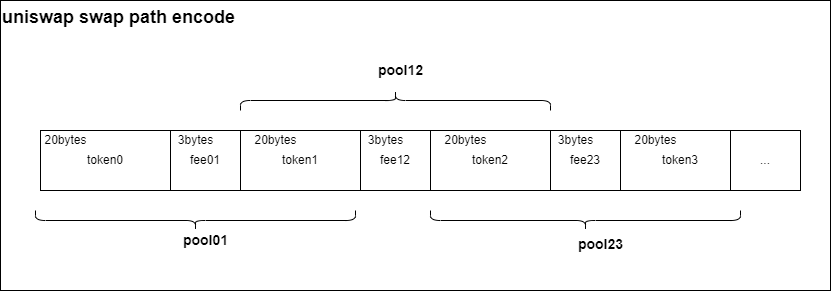 uniswap swap path encode
pool12
20bytes 3bytes 20bytes 3bytes 20bytes 3bytes 20bytes
token0 fee01 token1 fee12 token2 fee23 token3 ...
pool01
pool23